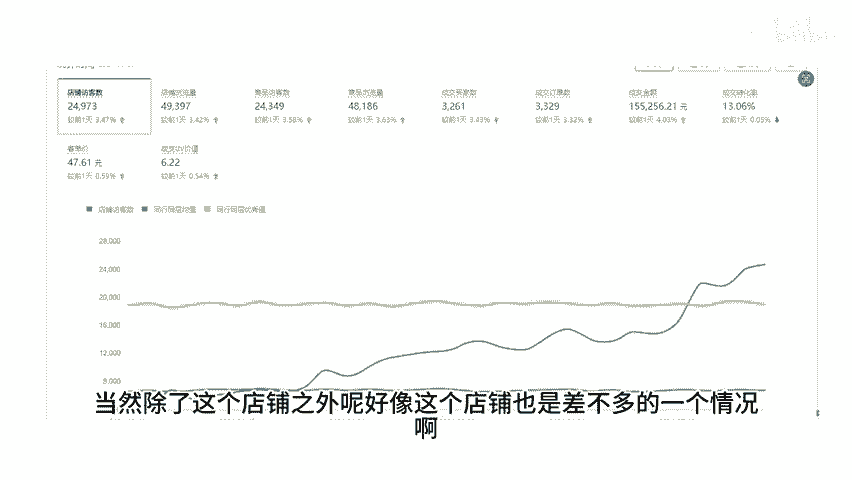 店铺访客数 店铺浏览量 商品访客数 商品浏览量 成交买家数 成交订单数 成交金额 成交转化率
24,973 49,397 24,349 48,186 3,261 3,329 155,256.21 元 13.06%
较前1天 3.47% 较前1天 3.42% 较前1天 3.58% 较前1天 3.63% 较前1天 3.43% 较前1天 3.32% 较前1天 4.03% 较前1天 0.05%
客单价
47.61 元 6.22
较前1天 0.59% 较前1天 0.54%
店铺访客数 同行同层均值 同行同层优秀值
28,000
24,000
20,000
16,000
12,000
8,000
当然除了这个店铺之外呢好像这个店铺也是差不多的一个情况
啊